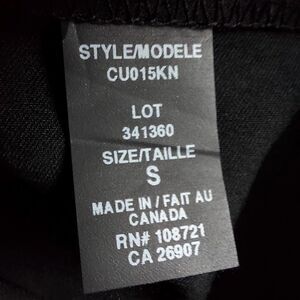 STYLE/MODELE
CU015KN
LOT
341360
SIZE/TAILLE
S
MADE IN / FAIT AU
CANADA
RN# 108721
CA 26907